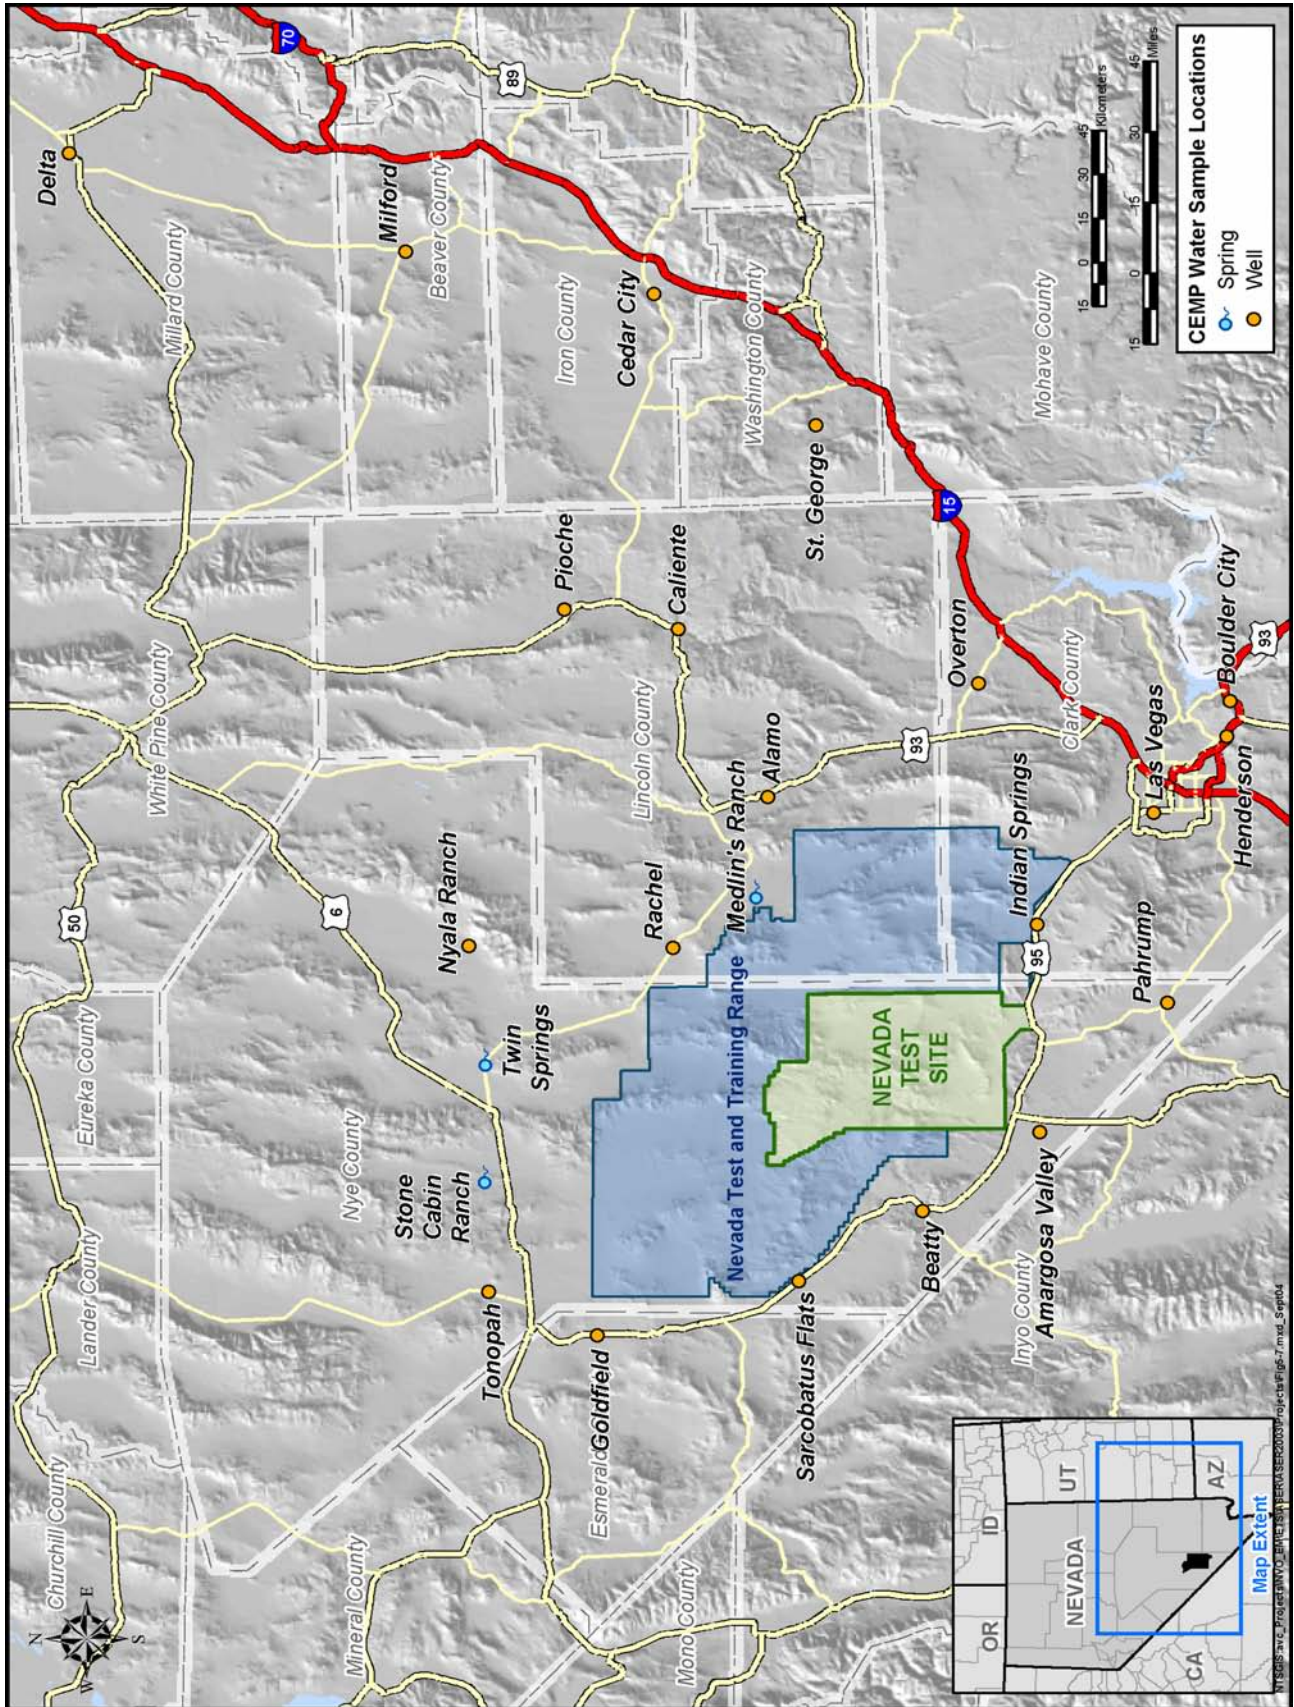 N
W
E
S
Churchill County
Lander County
Eureka County
50
White Pine County
Millard County
Delta
70
Mineral County
Nye County
6
Nyala Ranch
Pioche
Milford
Beaver County
89
Tonopah
Stone
Cabin
Ranch
Twin
Springs
Esmerald
Goldfield
Rachel
Lincoln County
Caliente
Iron County
Cedar City
Mono County
Nevada Test and Training Range
Medlin's Ranch
Alamo
St. George
Washington County
Sarcobatus Flats
NEVADA
TEST
SITE
93
Overton
15
Beatty
Inyo County
Amargosa Valley
95
Indian Springs
Clark County
Mohave County
Pahrump
Las Vegas
Henderson
Boulder City
93
15
0
15
30
45
Kilometers
15
0
15
30
45
Miles
CEMP Water Sample Locations
Spring
Well
OR
ID
NEVADA
UT
CA
AZ
Map Extent